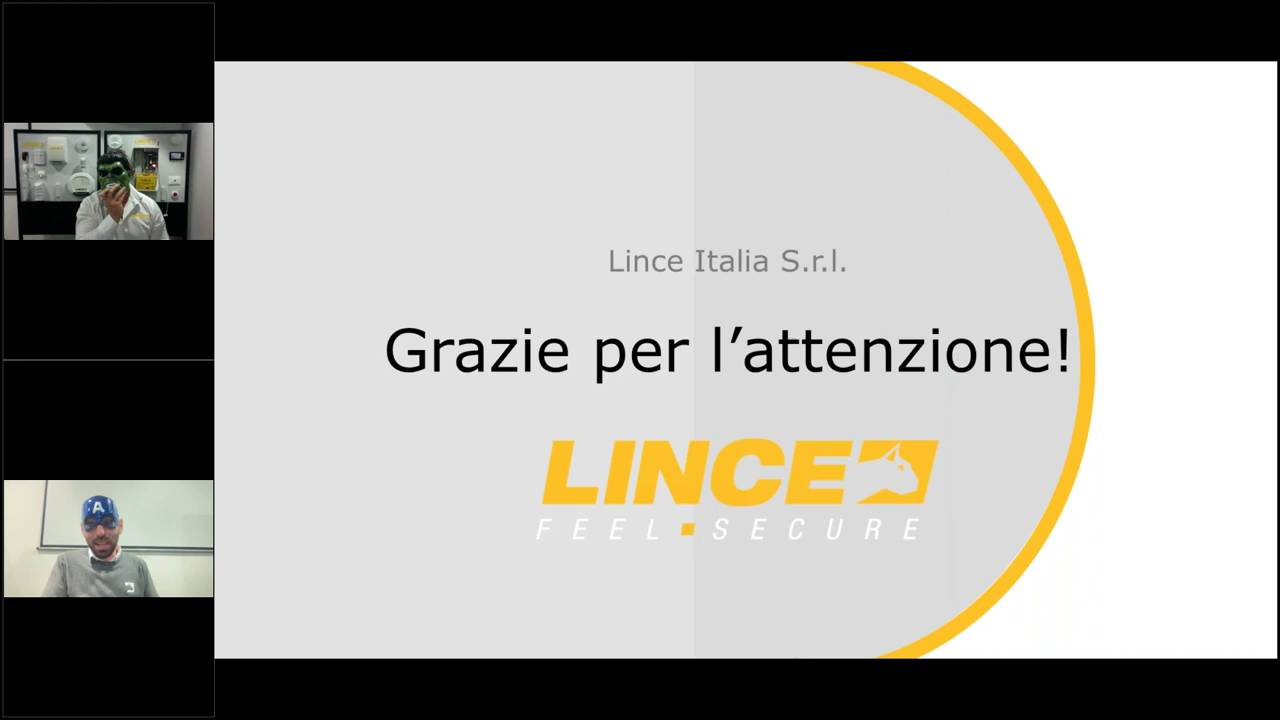 Lince Italia S.r.l.
Grazie per l’attenzione!
LINCE
FEEL SECURE
A